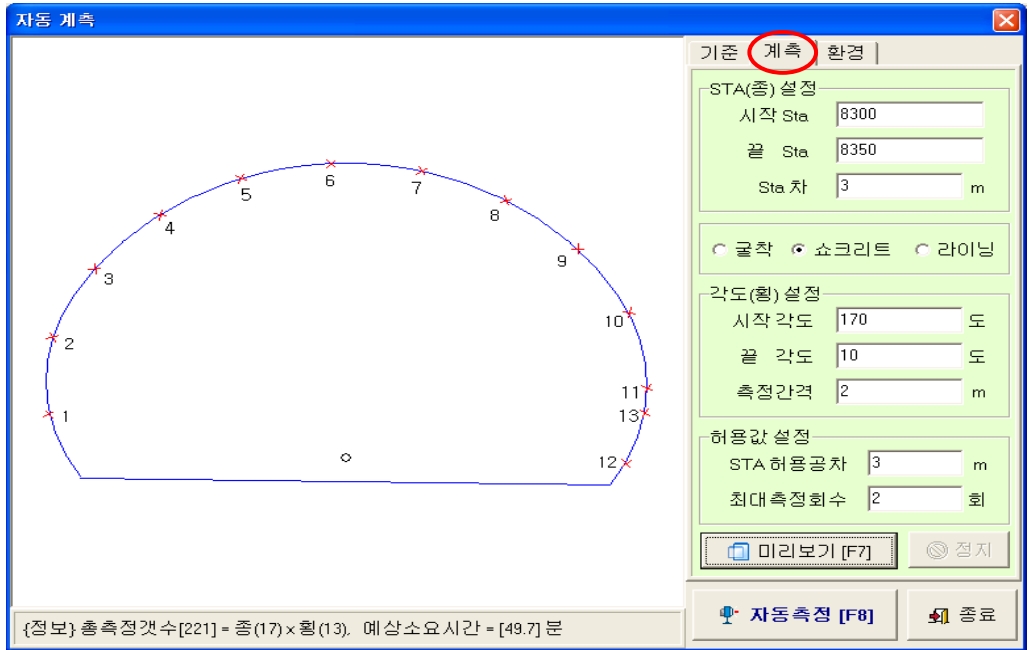 자동 계측
기준 계측 환경
STA(종) 설정
시작 Sta 8300
끝 Sta 8350
Sta 차 3 m
굴착 쇼크리트 라이닝
각도(횡) 설정
시작 각도 170 도
끝 각도 10 도
측정간격 2 m
허용값 설정
STA 허용공차 3 m
최대측정회수 2 회
미리보기 [F7] 정지
자동측정 [F8] 종료
6
5
7
4
8
9
3
10
2
11
1
13
12
{정보} 총측정갯수[221] = 종(17) x 횡(13), 예상소요시간 = [49.7] 분